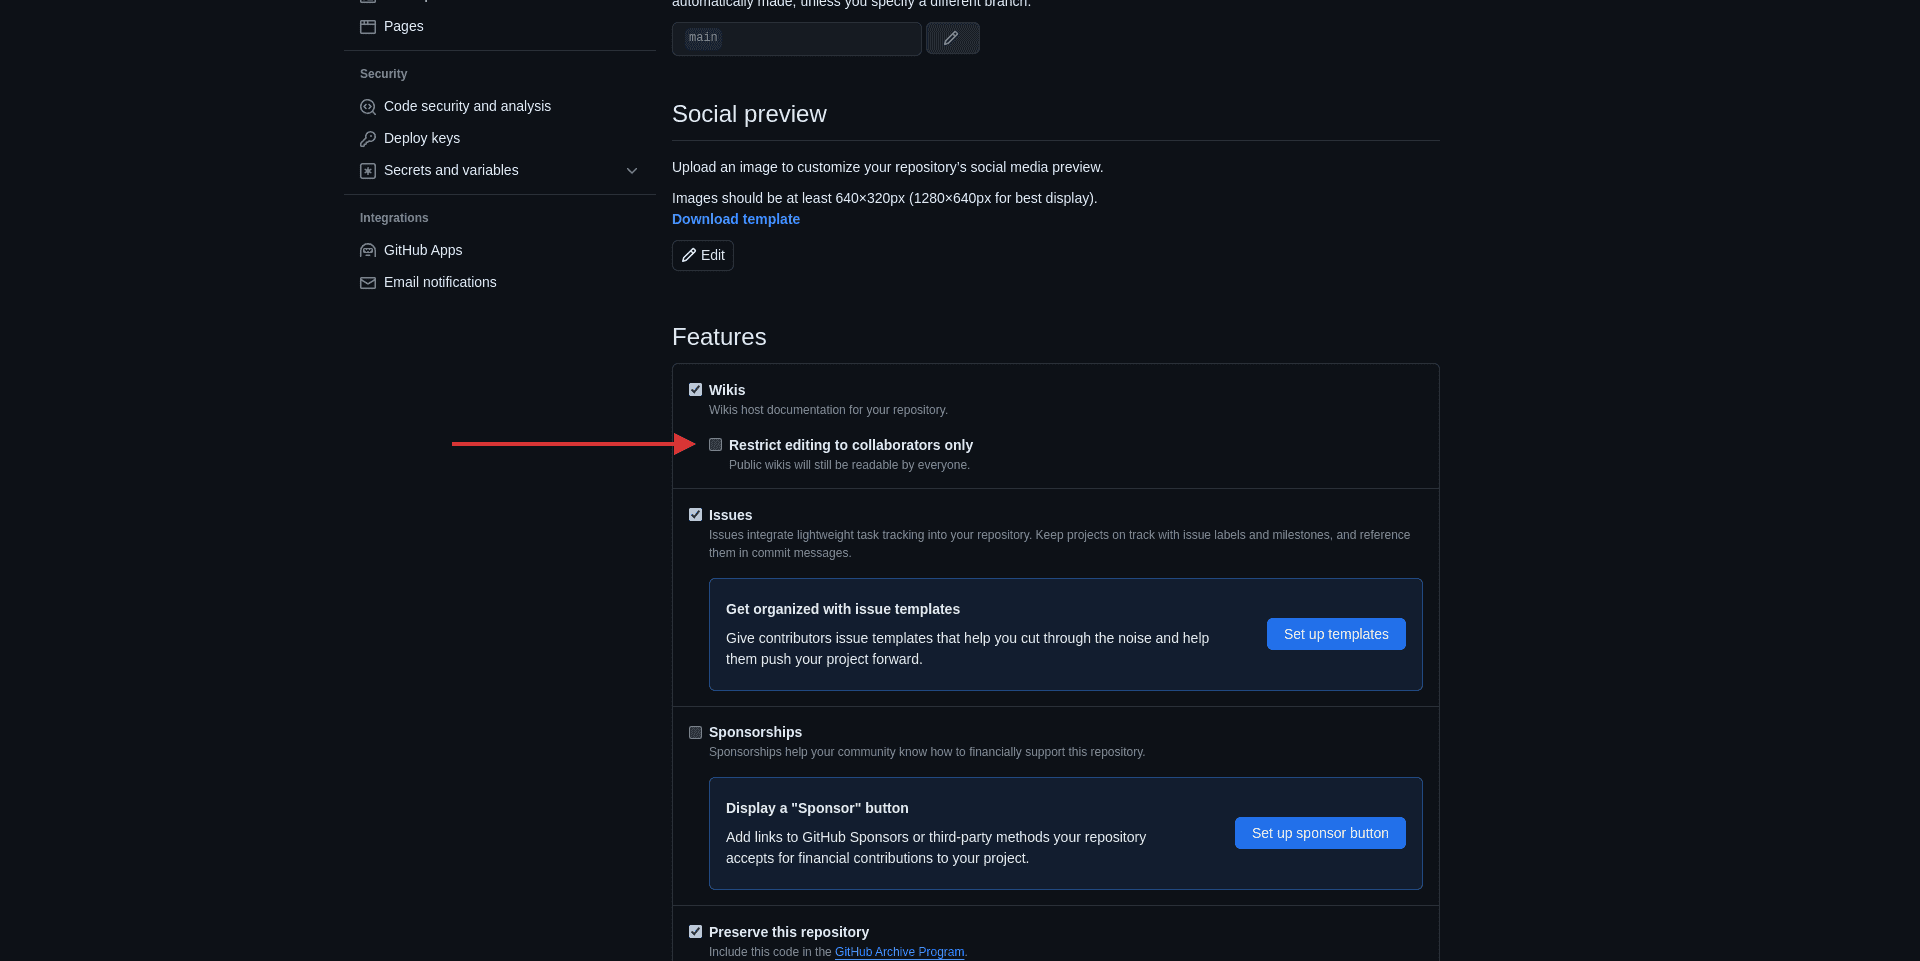 Pages
Security
Code security and analysis
Deploy keys
Secrets and variables
Integrations
GitHub Apps
Email notifications
automatically made, unless you specify a different branch.
main
Social preview
Upload an image to customize your repository’s social media preview.
Images should be at least 640×320px (1280×640px for best display).
Download template
Edit
Features
Wikis
Wikis host documentation for your repository.
Restrict editing to collaborators only
Public wikis will still be readable by everyone.
Issues
Issues integrate lightweight task tracking into your repository. Keep projects on track with issue labels and milestones, and reference
them in commit messages.
Get organized with issue templates
Give contributors issue templates that help you cut through the noise and help
them push your project forward.
Set up templates
Sponsorships
Sponsorships help your community know how to financially support this repository.
Display a "Sponsor" button
Add links to GitHub Sponsors or third-party methods your repository
accepts for financial contributions to your project.
Set up sponsor button
Preserve this repository
Include this code in the GitHub Archive Program.